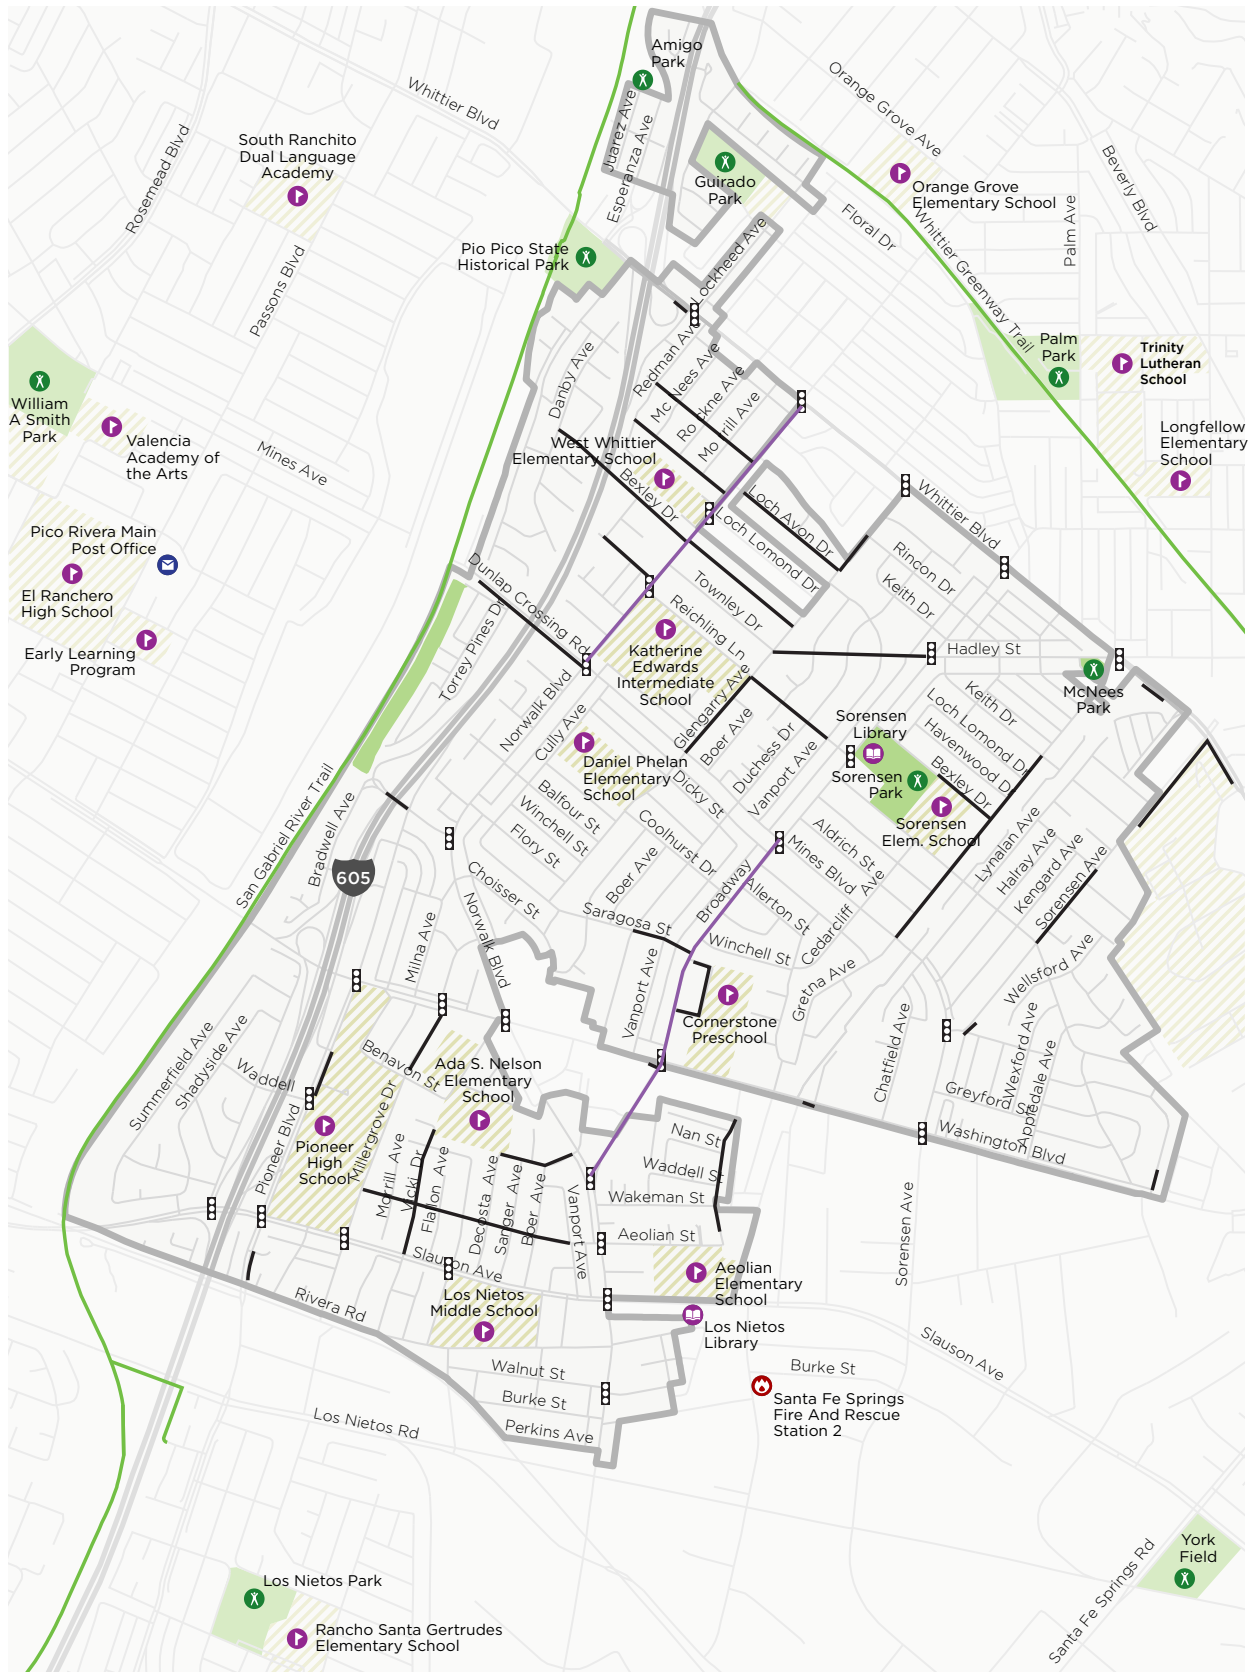 Amigo
Park
Whittier Blvd
Orange Grove Ave
Juarez Ave
Esperanza Ave
Rosemead Blvd
South Ranchito
Dual Language
Academy
Beverly Blvd
Guirado
Park
Orange Grove
Elementary School
Floral Dr
Palm Ave
Whittier Greenway Trail
Passons Blvd
Pio Pico State
Historical Park
Lockheed Ave
Palm
Park
Trinity
Lutheran
School
Redman Ave
McNees Ave
Rockne Ave
Morrill Ave
Danby Ave
William
A Smith
Park
Valencia
Academy of
the Arts
Mines Ave
West Whittier
Elementary School
Longfellow
Elementary
School
Bexley Dr
Loch Avon Dr
Loch Lomond Dr
Whittier Blvd
Pico Rivera Main
Post Office
El Ranchero
High School
Early Learning
Program
Dunlap Crossing Rd
Torrey Pines Dr
Townley Dr
Reichling Ln
Rincon Dr
Keith Dr
Hadley St
Katherine
Edwards
Intermediate
School
McNees
Park
Norwalk Blvd
Cully Ave
Glengarry Ave
Boer Ave
Duchess Dr
Vanport Ave
Sorensen
Library
Sorensen
Park
Keith Dr
Loch Lomond Dr
Havenwood Dr
Bexley Dr
Sorensen
Elem. School
Daniel Phelan
Elementary
School
Dicky St
Balfour St
Winchell St
Flory St
Coolhurst Dr
San Gabriel River Trail
Bradwell Ave
605
Aldrich St
Mines Blvd
Lynalan Ave
Halray Ave
Kengard Ave
Sorensen Ave
Choisser St
Boer Ave
Broadway
Allerton St
Cedarcliff Ave
Saragosa St
Winchell St
Norwalk Blvd
Milna Ave
Vanport Ave
Gretna Ave
Wellsford Ave
Cornerstone
Preschool
Chatfield Ave
Wexford Ave
Appledale Ave
Greyford St
Washington Blvd
Summerfield Ave
Shadyside Ave
Waddell
Benavon St
Ada S. Nelson
Elementary
School
Pioneer Blvd
Pioneer
High
School
Millergrove Dr
Morrill Ave
Vicki Dr
Flallon Ave
Decosta Ave
Sanger Ave
Boer Ave
Vanport Ave
Nan St
Waddell St
Wakeman St
Aeolian St
Sorensen Ave
Slauson Ave
Aeolian
Elementary
School
Los Nietos
Middle School
Rivera Rd
Los Nietos
Library
Slauson Ave
Walnut St
Burke St
Burke St
Perkins Ave
Los Nietos Rd
Santa Fe Springs
Fire And Rescue
Station 2
York
Field
Santa Fe Springs Rd
Los Nietos Park
Rancho Santa Gertrudes
Elementary School